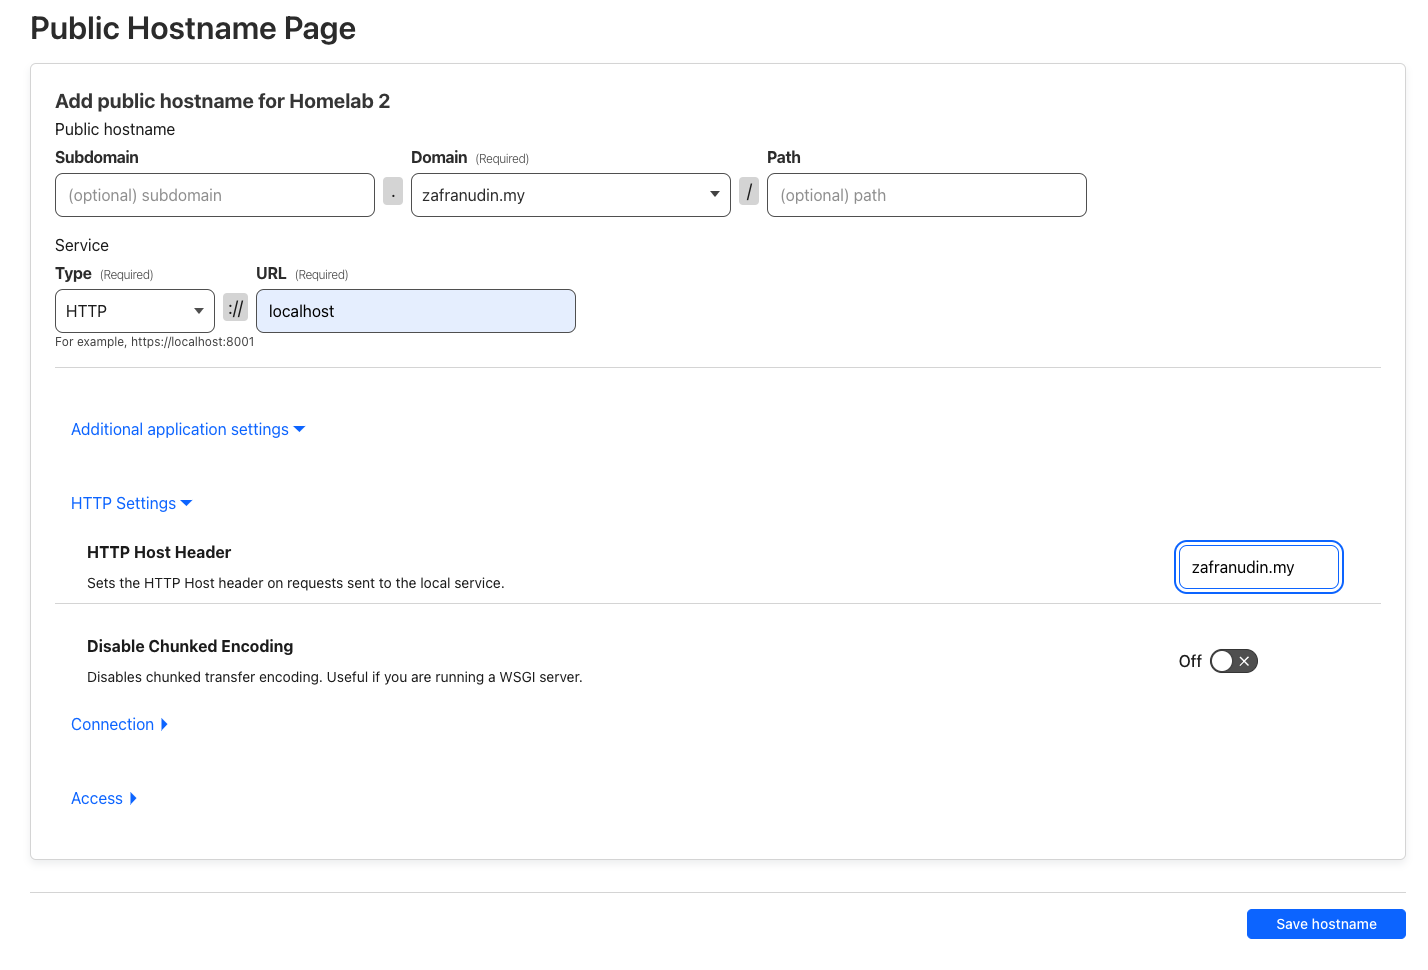 Public Hostname Page
Add public hostname for Homelab 2
Public hostname
Subdomain Domain (Required) Path
(optional) subdomain . zafranudin.my / (optional) path
Service
Type (Required) URL (Required)
HTTP :// localhost
For example, https://localhost:8001
Additional application settings
HTTP Settings
HTTP Host Header
zafranudin.my
Sets the HTTP Host header on requests sent to the local service.
Disable Chunked Encoding
Off
Disables chunked transfer encoding. Useful if you are running a WSGI server.
Connection
Access
Save hostname